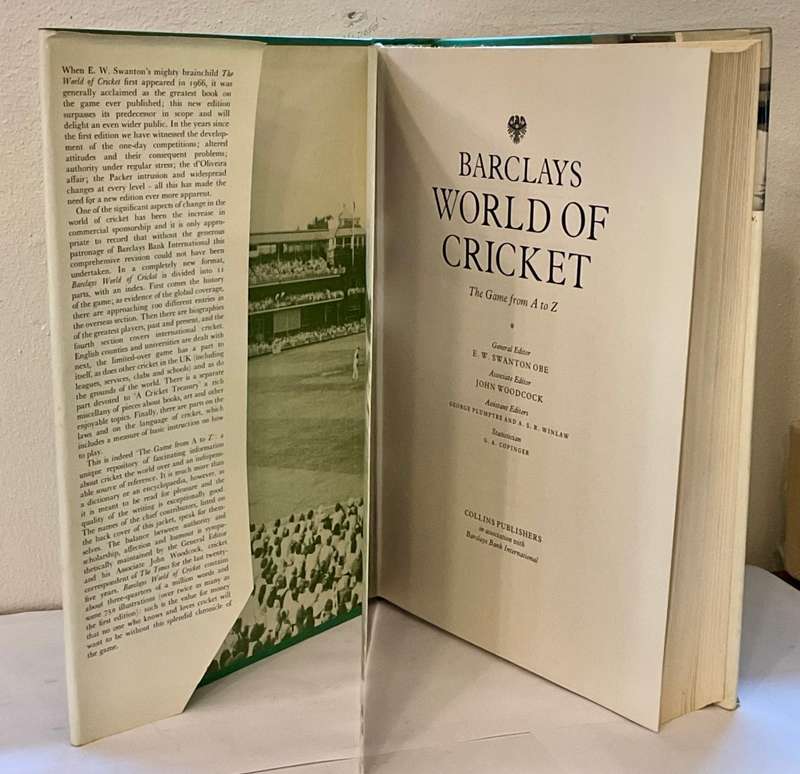 When E. W. Swanton's mighty brainchild The
World of Cricket first appeared in 1966, it was
generally acclaimed as the greatest book on
the game ever published; this new edition
surpasses its predecessor in scope and will
delight an even wider public. In the years since
the first edition we have witnessed the develop-
ment of the one-day competitions; altered
attitudes and their consequent problems;
authority under regular stress; the d'Oliveira
affair; the Packer intrusion and widespread
changes at every level - all this has made the
need for a new edition ever more apparent.
One of the significant aspects of change in the
world of cricket has been the increase in
commercial sponsorship and it is only appro-
priate to record that without the generous
patronage of Barclays Bank International this
comprehensive revision could not have been
undertaken. In a completely new format,
Barclays World of Cricket is divided into 11
parts, with an index. First comes the history
of the game; as evidence of the global coverage,
there are approaching 100 different entries in
the overseas section. Then there are biographies
of the greatest players, past and present, and the
fourth section covers international cricket.
English counties and universities are dealt with
next, the limited-over game has a part to
itself, as does other cricket in the UK (including
leagues, services, clubs and schools) and as do
the grounds of the world. There is a separate
part devoted to 'A Cricket Treasury' a rich
miscellany of pieces about books, art and other
enjoyable topics. Finally, there are parts on the
laws and on the language of cricket, which
includes a measure of basic instruction on how
to play.
This is indeed 'The Game from A to Z': a
unique repository of fascinating information
about cricket the world over and an indispens-
able source of reference. It is much more than
a dictionary or an encyclopaedia, however, as
it is meant to be read for pleasure and the
quality of the writing is exceptionally good.
The names of the chief contributors, listed on
the back cover of this jacket, speak for them-
selves. The balance between authority and
scholarship, affection and humour is sympa-
thetically maintained by the General Editor
and his Associate John Woodcock, cricket
correspondent of The Times for the last twenty-
five years. Barclays World of Cricket contains
about three-quarters of a million words and
some 750 illustrations (over twice as many as
the first edition): such is the value for money
that no one who knows and loves cricket will
want to be without this splendid chronicle of
the game.
BARCLAYS
WORLD OF
CRICKET
The Game from A to Z
General Editor
E. W. SWANTON OBE
Associate Editor
JOHN WOODCOCK
Assistant Editors
GEORGE PLUMPTRE AND A. S. R. WINLAW
Statistician
G. A. COPINGER
COLLINS PUBLISHERS
in association with
Barclays Bank International